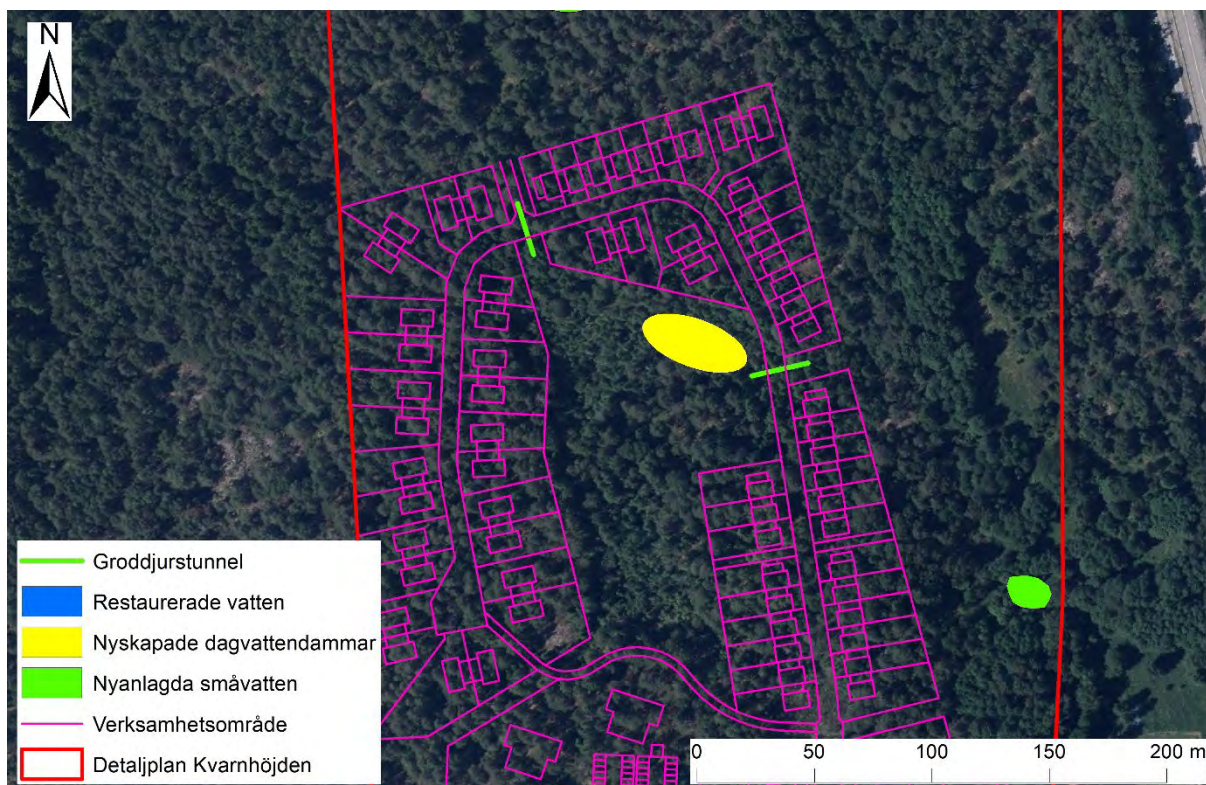 N
Groddjurstunnel
Restaurerade vatten
Nyskapade dagvattendammar
Nyanlagda småvatten
Verksamhetsområde
Detaljplan Kvarnhöjden
0 50 100 150 200 m